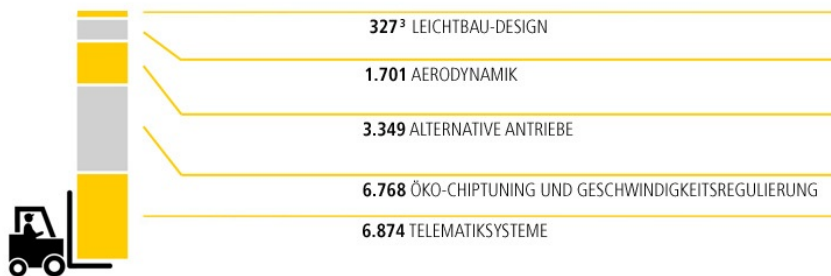 327³ LEICHTBAU-DESIGN
1.701 AERODYNAMIK
3.349 ALTERNATIVE ANTRIEBE
6.768 ÖKO-CHIPTUNING UND GESCHWINDIGKEITSREGULIERUNG
6.874 TELEMATIKSYSTEME